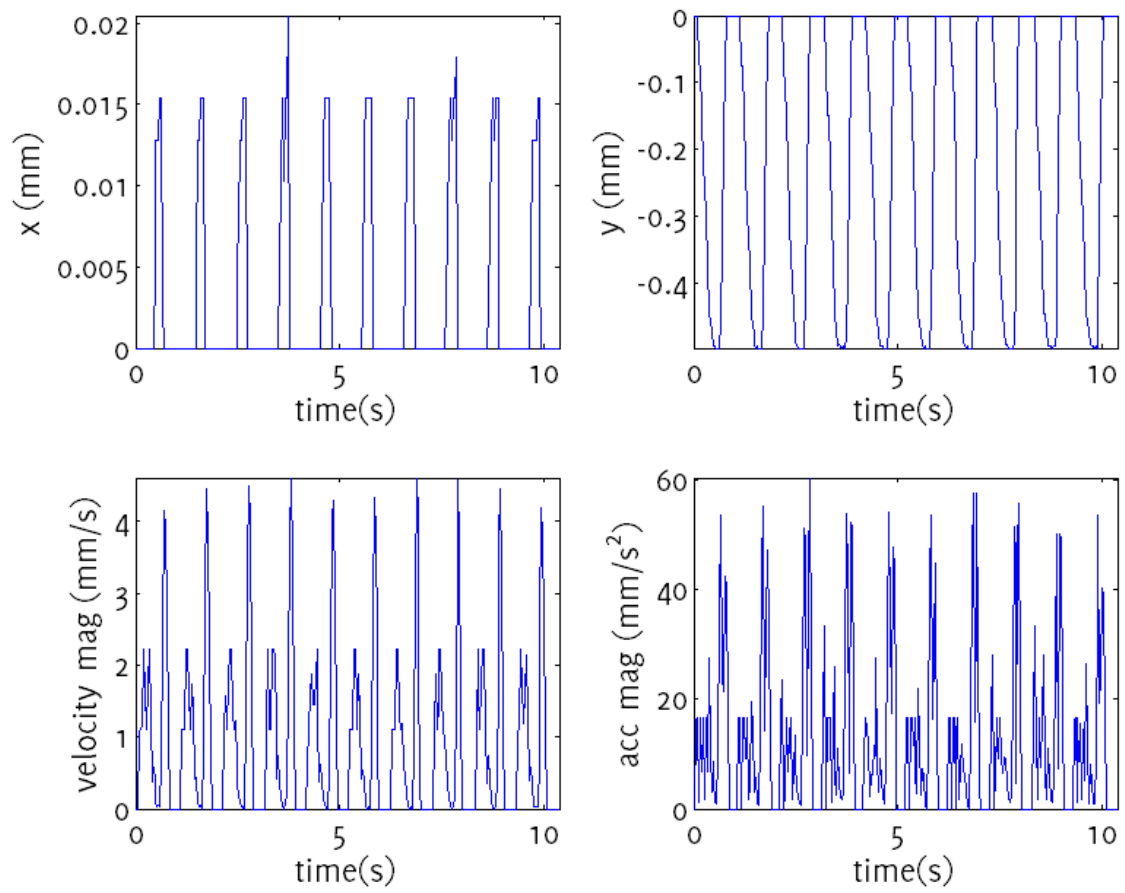 0.02
0.015
0.01
0.005
0
x (mm)
0 5 10
time(s)
0
-0.1
-0.2
-0.3
-0.4
y (mm)
0 5 10
time(s)
4
3
2
1
0
velocity mag (mm/s)
0 5 10
time(s)
60
40
20
0
acc mag (mm/s²)
0 5 10
time(s)